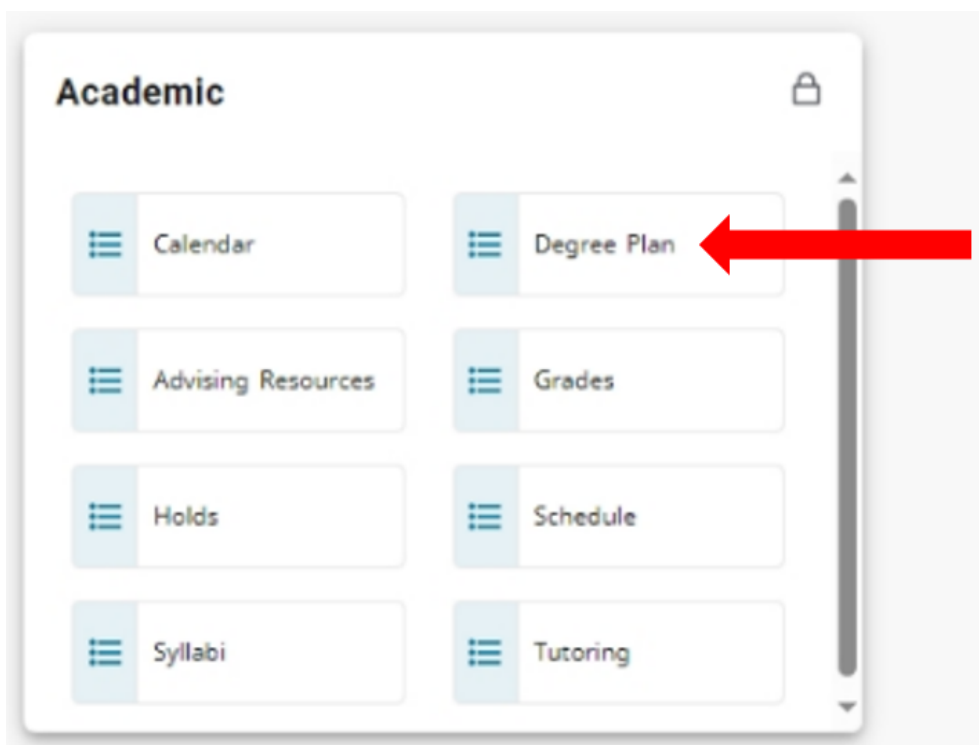 Academic
Calendar
Degree Plan
Advising Resources
Grades
Holds
Schedule
Syllabi
Tutoring